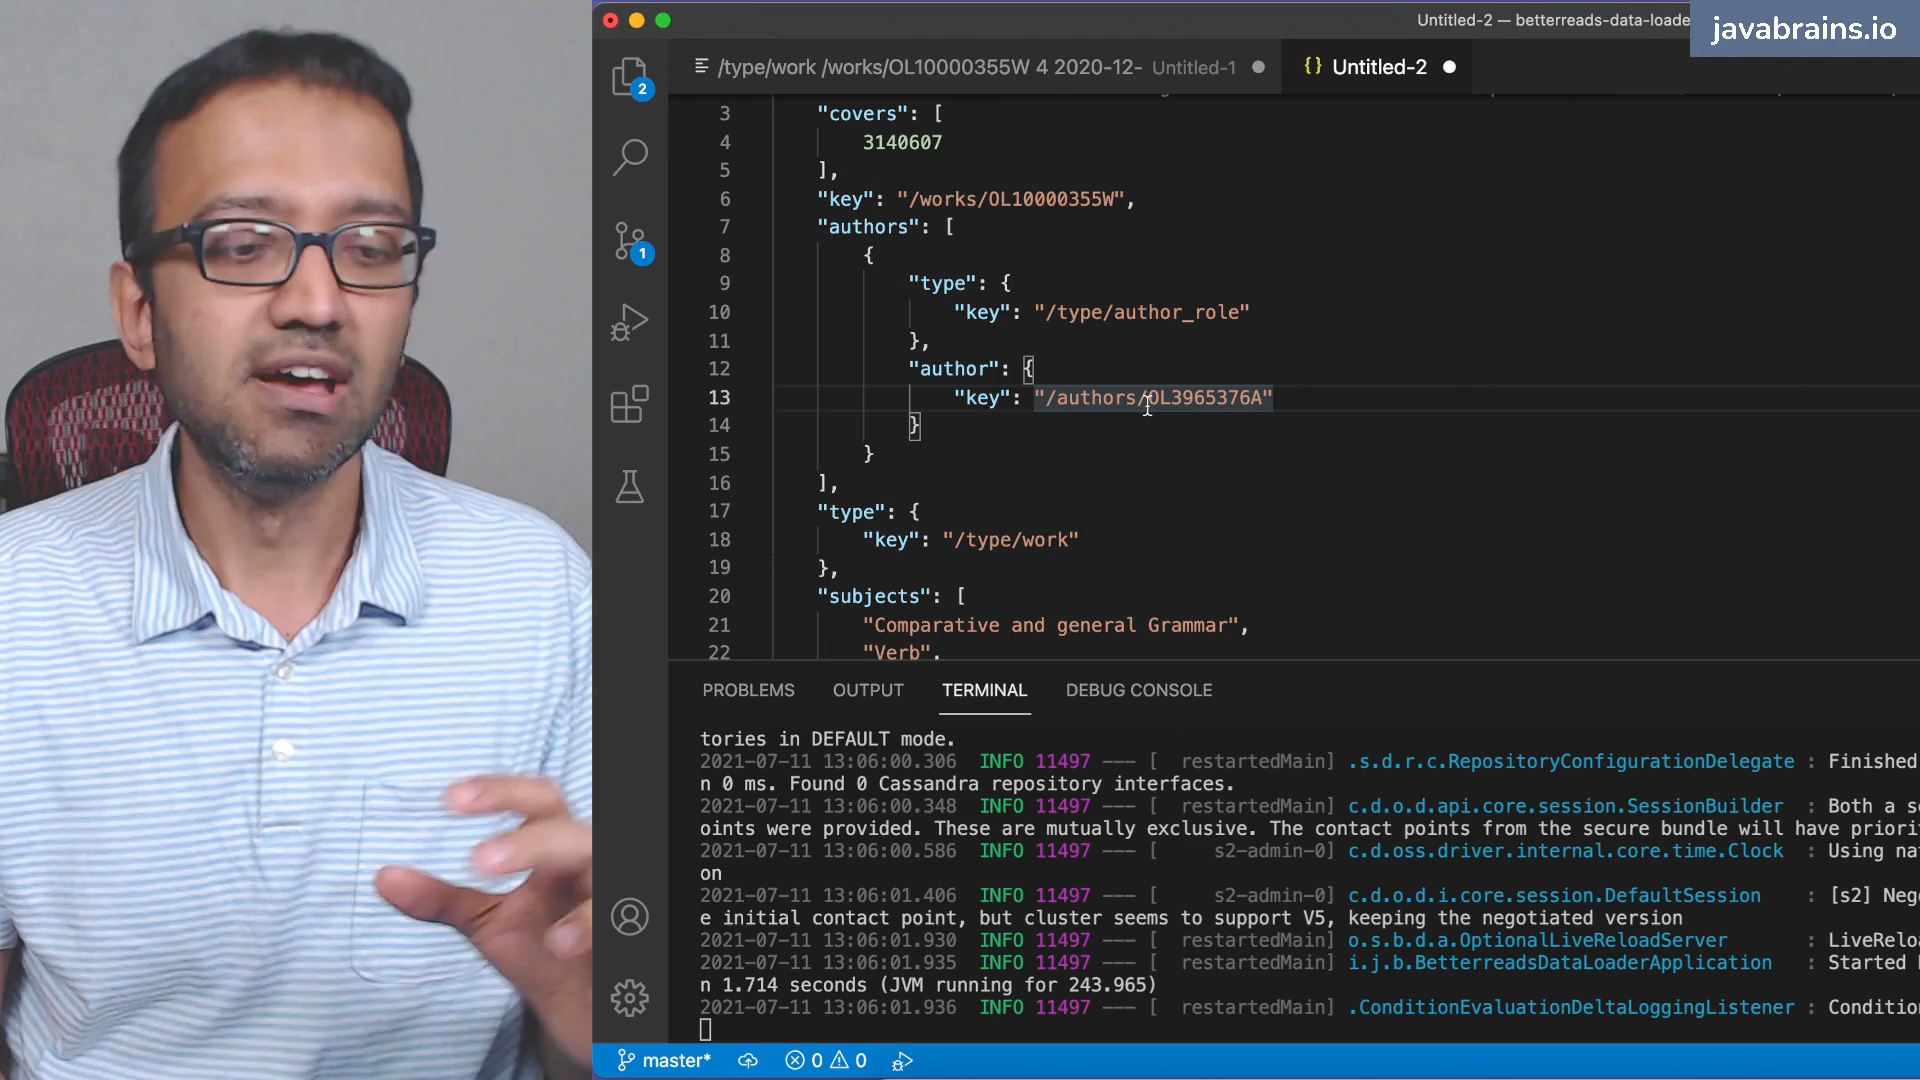 Untitled-2 — betterreads-data-loade
javabrains.io
/type/work /works/OL10000355W 4 2020-12- Untitled-1
{} Untitled-2
2
1
3 "covers": [
4 3140607
5 ],
6 "key": "/works/OL10000355W",
7 "authors": [
8 {
9 "type": {
10 "key": "/type/author_role"
11 },
12 "author": {
13 "key": "/authors/OL3965376A"
14 }
15 }
16 ],
17 "type": {
18 "key": "/type/work"
19 },
20 "subjects": [
21 "Comparative and general Grammar",
22 "Verb",
PROBLEMS OUTPUT TERMINAL DEBUG CONSOLE
tories in DEFAULT mode.
2021-07-11 13:06:00.306 INFO 11497 --- [ restartedMain] .s.d.r.c.RepositoryConfigurationDelegate : Finished
n 0 ms. Found 0 Cassandra repository interfaces.
2021-07-11 13:06:00.348 INFO 11497 --- [ restartedMain] c.d.o.d.api.core.session.SessionBuilder : Both a se
oints were provided. These are mutually exclusive. The contact points from the secure bundle will have priori
2021-07-11 13:06:00.586 INFO 11497 --- [ s2-admin-0] c.d.oss.driver.internal.core.time.Clock : Using nat
on
2021-07-11 13:06:01.406 INFO 11497 --- [ s2-admin-0] c.d.o.d.i.core.session.DefaultSession : [s2] Neg
e initial contact point, but cluster seems to support V5, keeping the negotiated version
2021-07-11 13:06:01.930 INFO 11497 --- [ restartedMain] o.s.b.d.a.OptionalLiveReloadServer : LiveRelo
2021-07-11 13:06:01.935 INFO 11497 --- [ restartedMain] i.j.b.BetterreadsDataLoaderApplication : Started
n 1.714 seconds (JVM running for 243.965)
2021-07-11 13:06:01.936 INFO 11497 --- [ restartedMain] .ConditionEvaluationDeltaLoggingListener : Conditio
master* 0 0